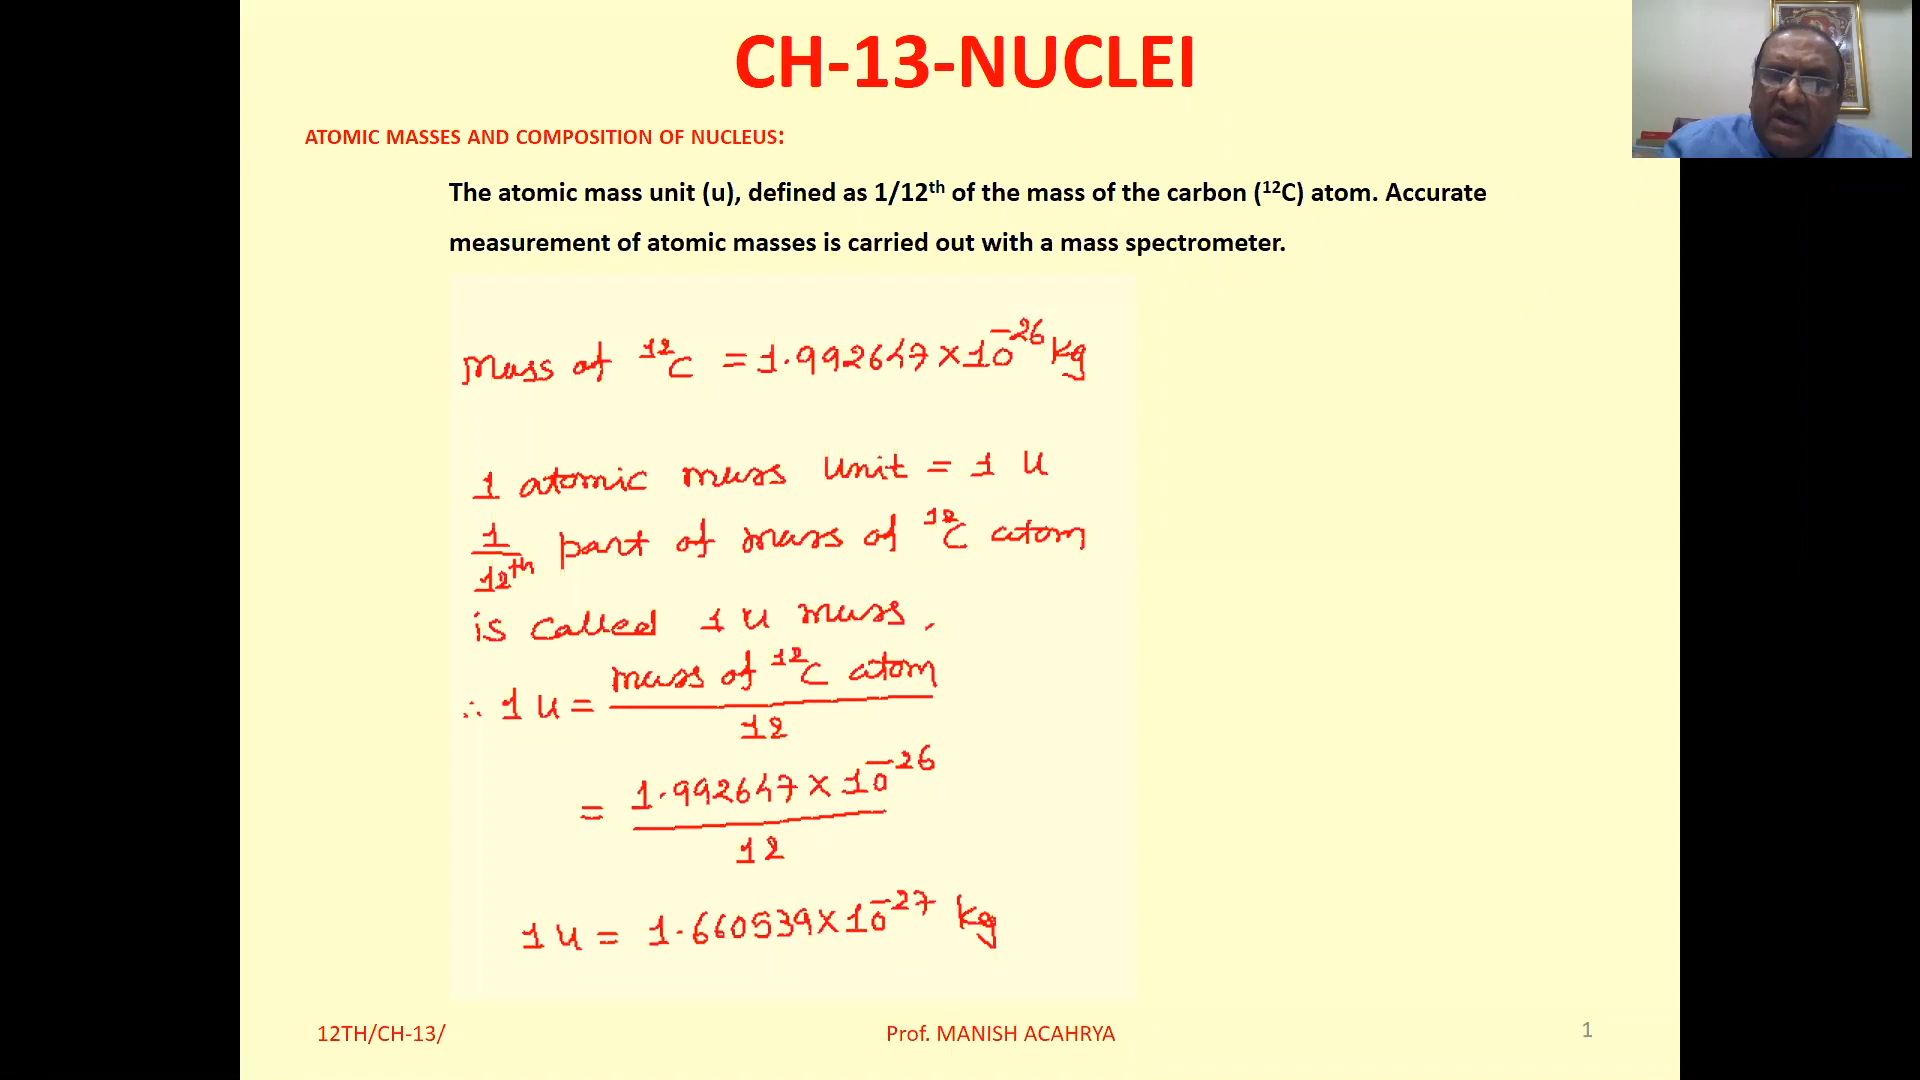 CH-13-NUCLEI
ATOMIC MASSES AND COMPOSITION OF NUCLEUS:
The atomic mass unit (u), defined as 1/12th of the mass of the carbon (¹²C) atom. Accurate
measurement of atomic masses is carried out with a mass spectrometer.
Mass of ¹²C = 1.992647 × 10⁻²⁶ kg
1 atomic mass unit = 1 u
1/12th part of mass of ¹²C atom
is called 1 u mass.
∴ 1 u = mass of ¹²C atom / 12
= 1.992647 × 10⁻²⁶ / 12
1 u = 1.660539 × 10⁻²⁷ kg
12TH/CH-13/
Prof. MANISH ACAHRYA
1